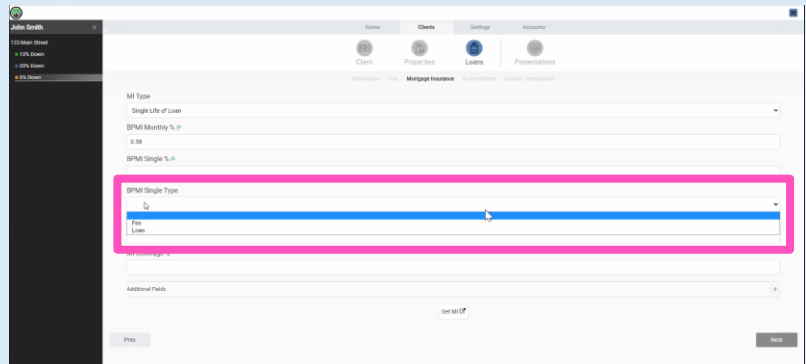 John Smith ×
123 Main Street
10% Down
20% Down
5% Down
Home Clients Settings Accounts
Client Properties Loans Presentations
Information Mortgage Insurance
MI Type
Single Life of Loan
BPMI Monthly %
0.36
BPMI Single %
BPMI Single Type
Fee
Loan
MI Coverage %
Additional Fields
Get MI
Prev Next